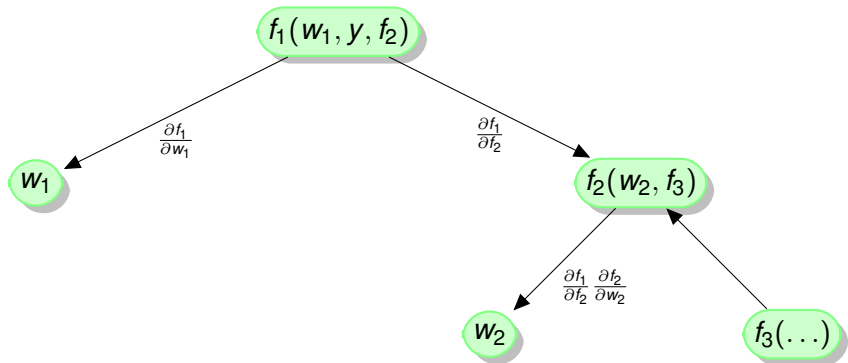 f₁(w₁, y, f₂)
∂f₁/∂w₁
∂f₁/∂f₂
w₁
f₂(w₂, f₃)
∂f₁/∂f₂ ∂f₂/∂w₂
w₂
f₃(...)